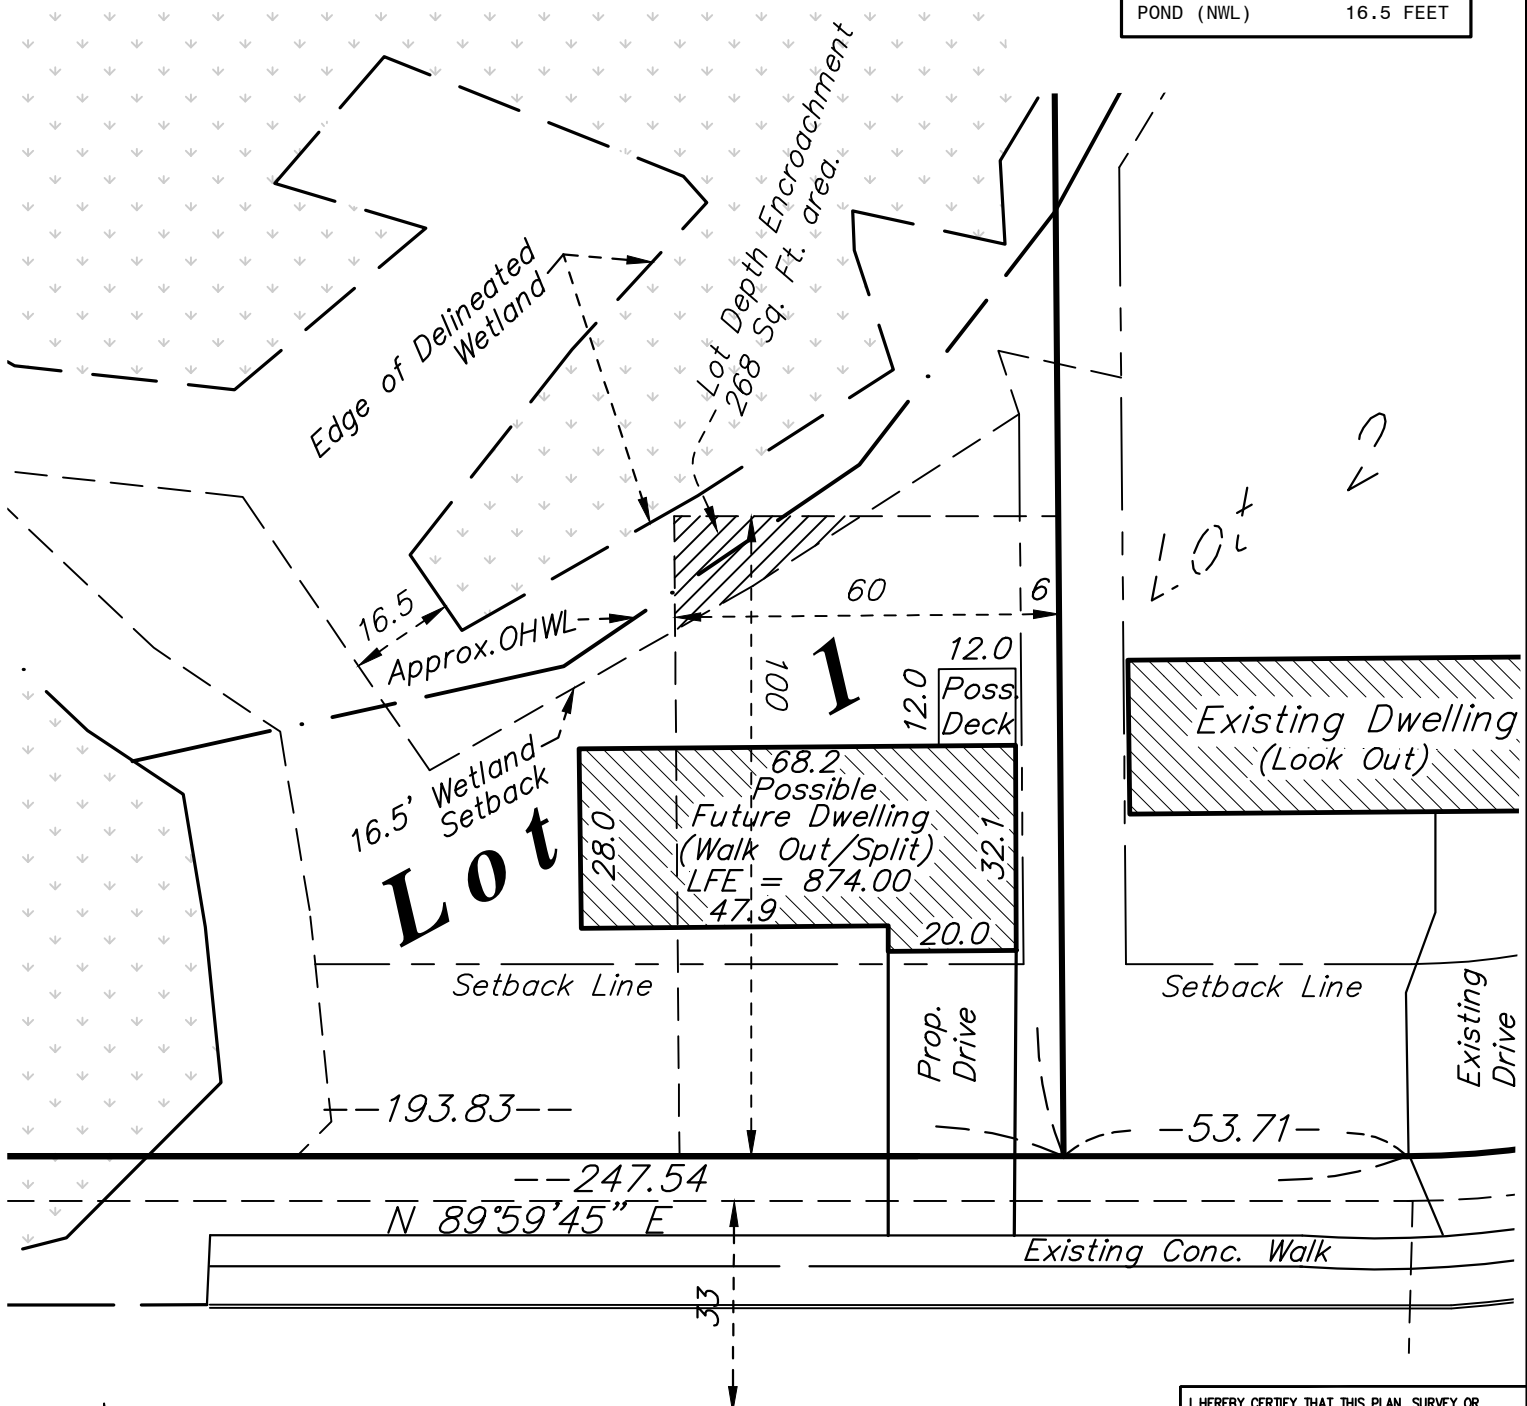 POND (NWL) 16.5 FEET
Lot Depth Encroachment
268 Sq. Ft. area.
Edge of Delineated
Wetland
16.5
Approx.OHWL
60
6
100
12.0
12.0
Poss.
Deck
Lot 1
Lot 2
16.5' Wetland
Setback
68.2
Possible
Future Dwelling
(Walk Out/Split)
LFE = 874.00
47.9
28.0
32.1
20.0
Existing Dwelling
(Look Out)
Setback Line
Setback Line
Prop.
Drive
Existing
Drive
--193.83--
-53.71-
--247.54
N 89°59'45" E
Existing Conc. Walk
33
I HEREBY CERTIFY THAT THIS PLAN, SURVEY OR